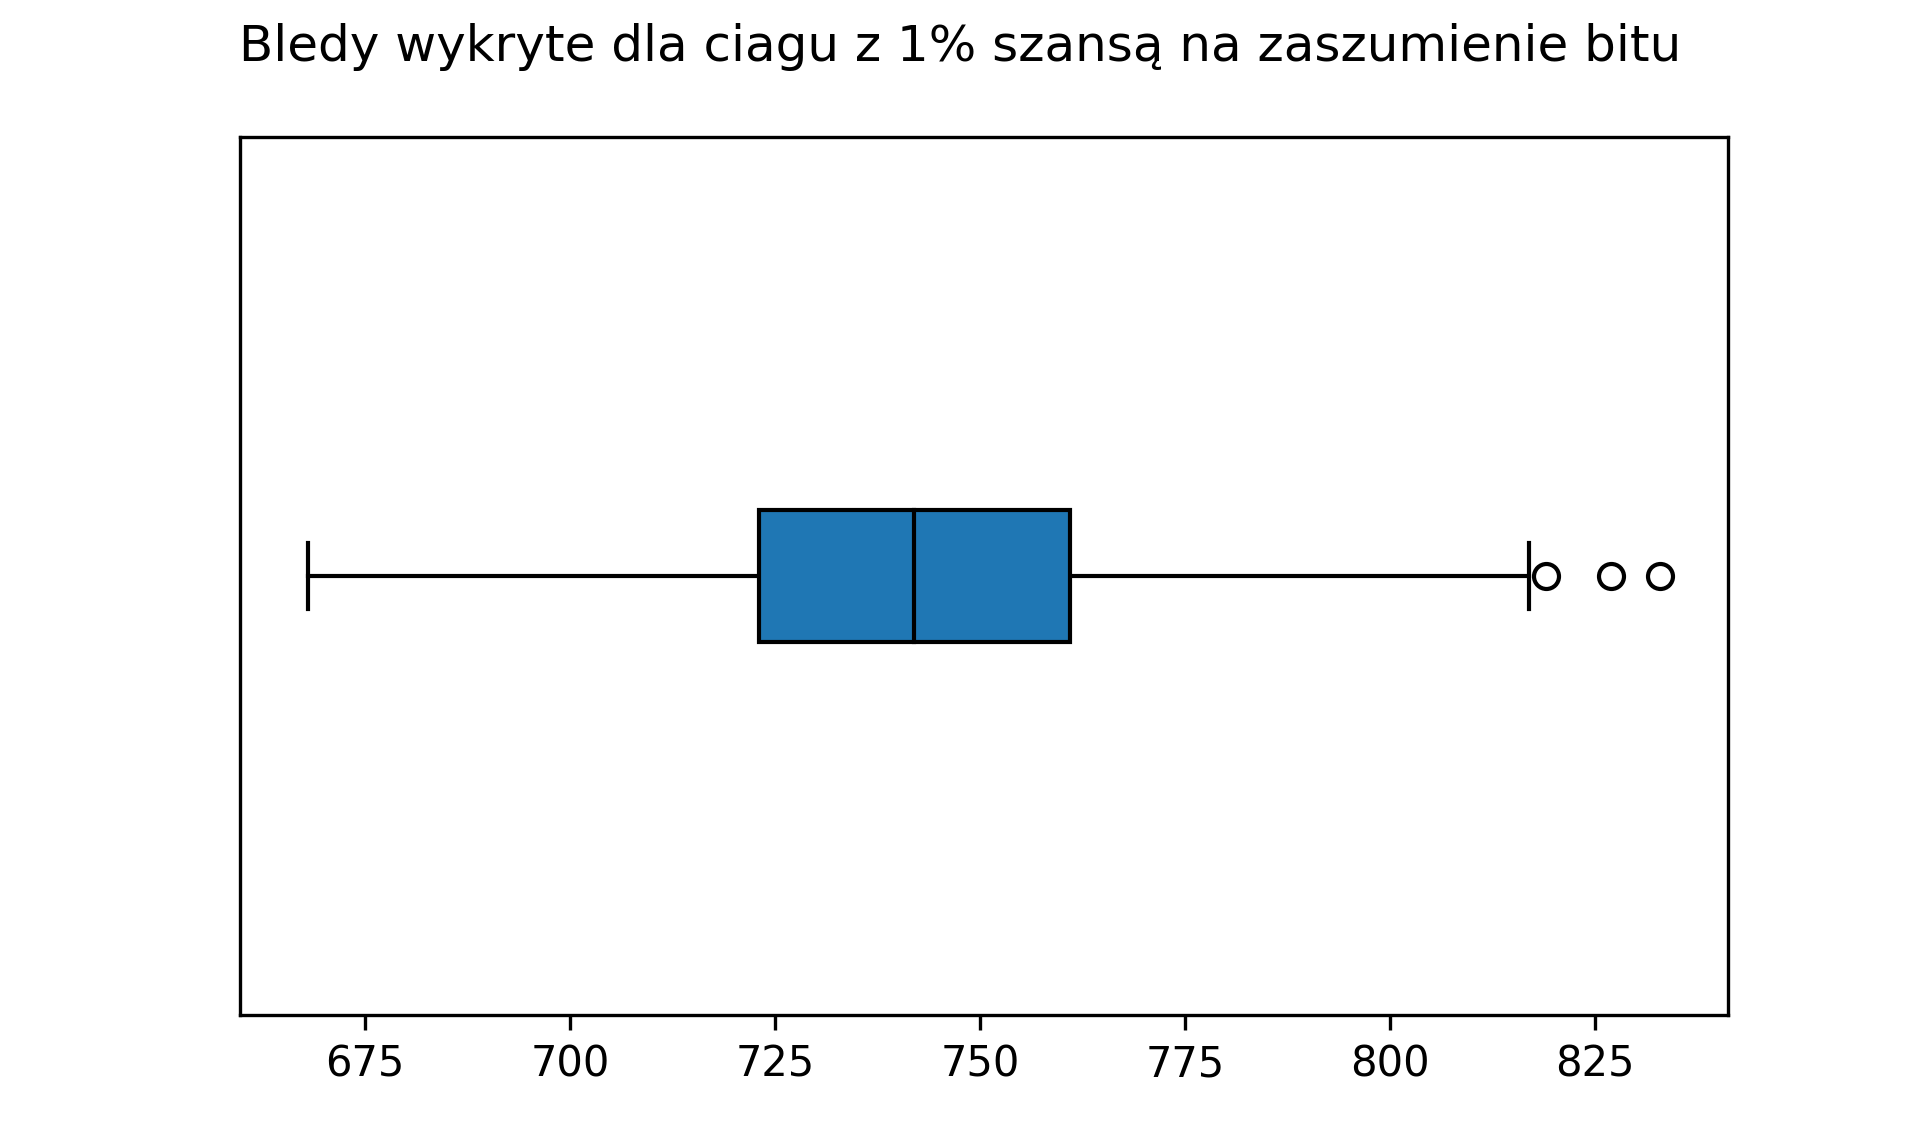 Bledy wykryte dla ciagu z 1% szansą na zaszumienie bitu
675 700 725 750 775 800 825